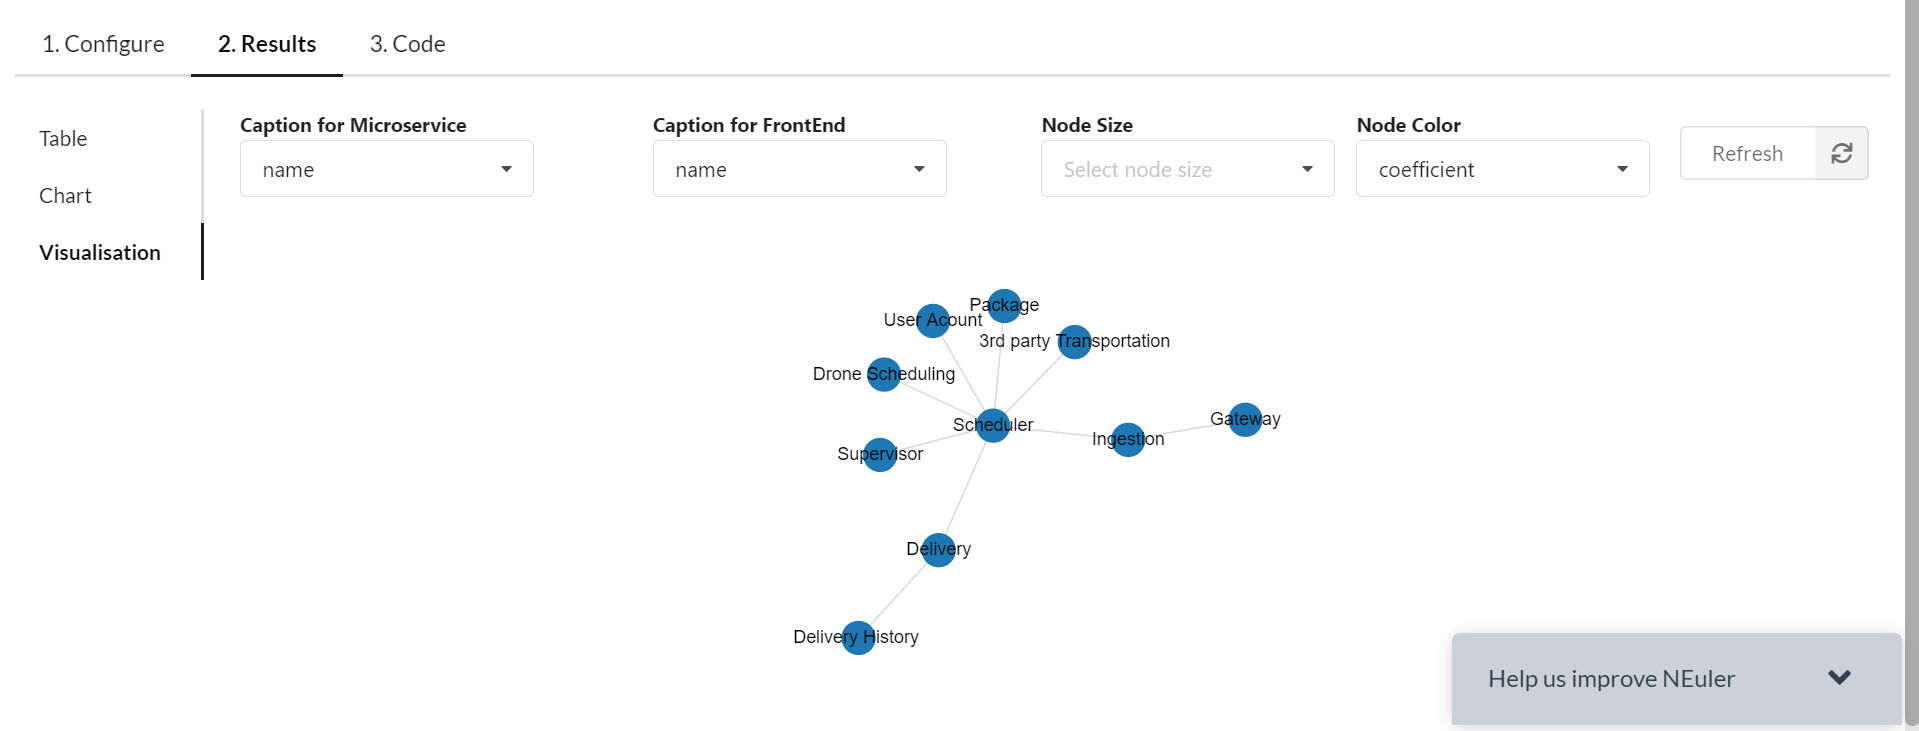 1. Configure
2. Results
3. Code
Table
Chart
Visualisation
Caption for Microservice
name
Caption for FrontEnd
name
Node Size
Select node size
Node Color
coefficient
Refresh
Package
User Acount
3rd party Transportation
Drone Scheduling
Scheduler
Gateway
Ingestion
Supervisor
Delivery
Delivery History
Help us improve NEuler